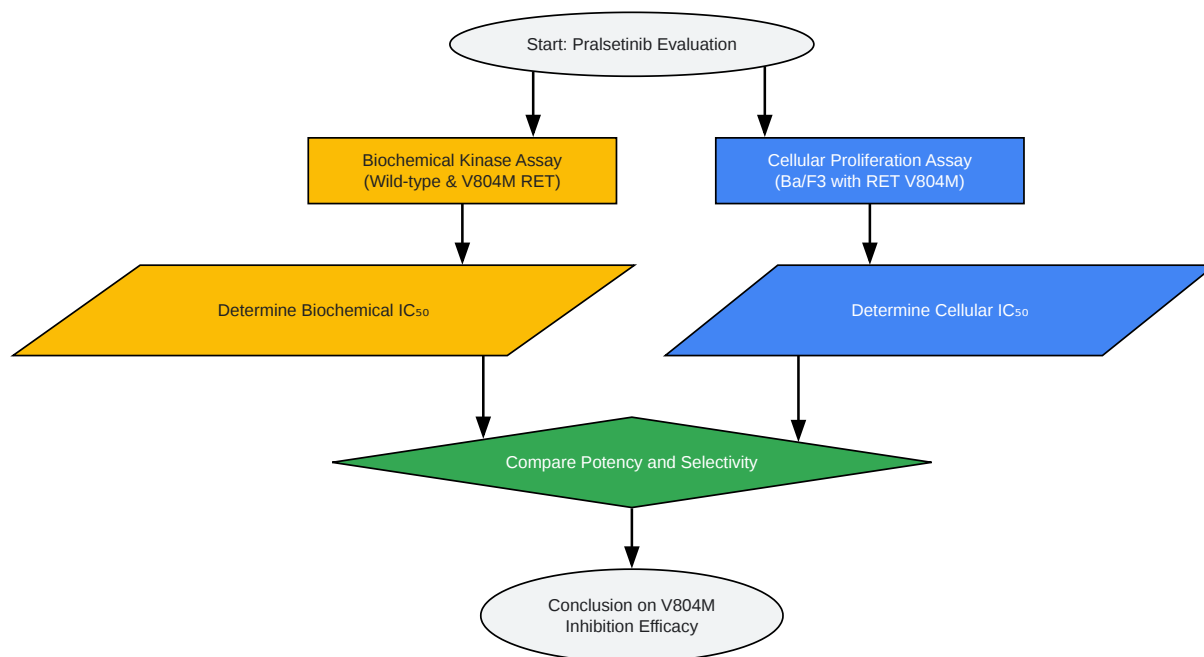 Start: Pralsetinib Evaluation
Biochemical Kinase Assay
(Wild-type & V804M RET)
Cellular Proliferation Assay
(Ba/F3 with RET V804M)
Determine Biochemical IC₅₀
Determine Cellular IC₅₀
Compare Potency and Selectivity
Conclusion on V804M
Inhibition Efficacy